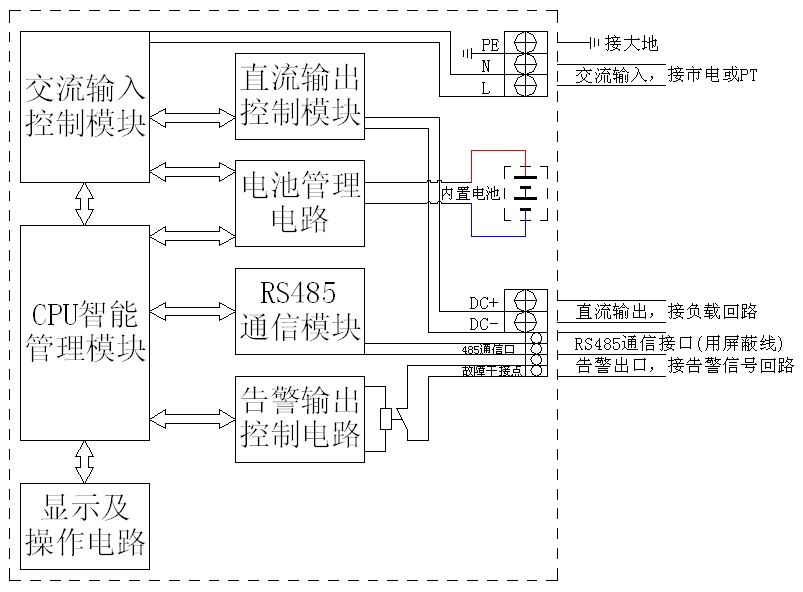 交流输入
控制模块
直流输出
控制模块
PE
N
L
接大地
交流输入，接市电或PT
电池管理
电路
内置电池
CPU智能
管理模块
RS485
通信模块
DC+
DC-
485通信口
故障干接点
直流输出，接负载回路
RS485通信接口(用屏蔽线)
告警出口，接告警信号回路
告警输出
控制电路
显示及
操作电路